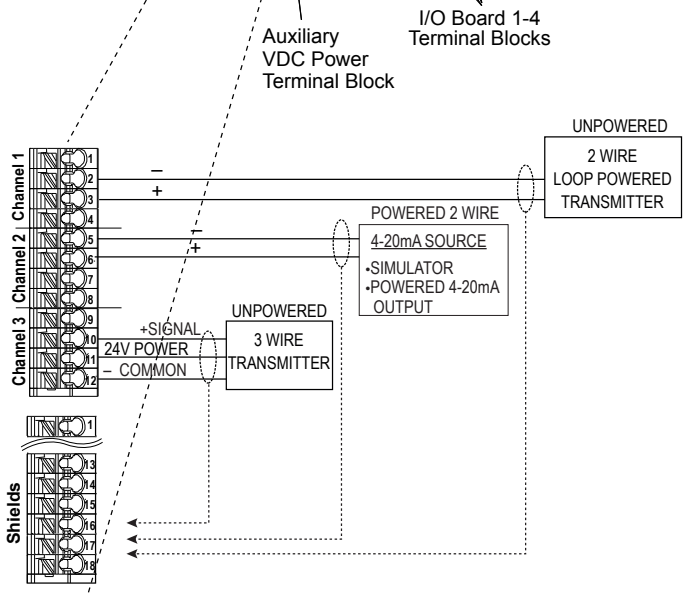 Auxiliary
VDC Power
Terminal Block
I/O Board 1-4
Terminal Blocks
UNPOWERED
2 WIRE
LOOP POWERED
TRANSMITTER
Channel 1
1
2
3
4
–
+
POWERED 2 WIRE
4-20mA SOURCE
•SIMULATOR
•POWERED 4-20mA
OUTPUT
Channel 2
5
6
7
8
–
+
UNPOWERED
3 WIRE
TRANSMITTER
Channel 3
9
10
11
12
+SIGNAL
24V POWER
– COMMON
1
Shields
13
14
15
16
17
18